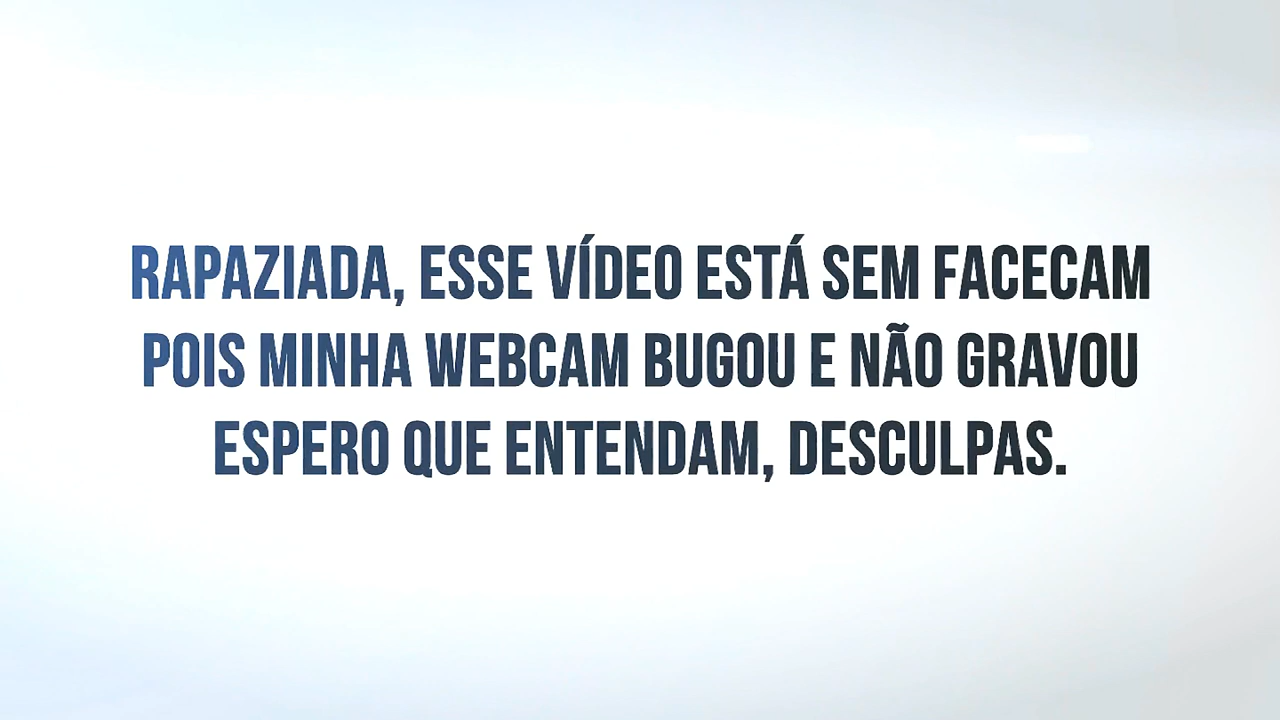 RAPAZIADA, ESSE VÍDEO ESTÁ SEM FACECAM
POIS MINHA WEBCAM BUGOU E NÃO GRAVOU
ESPERO QUE ENTENDAM, DESCULPAS.